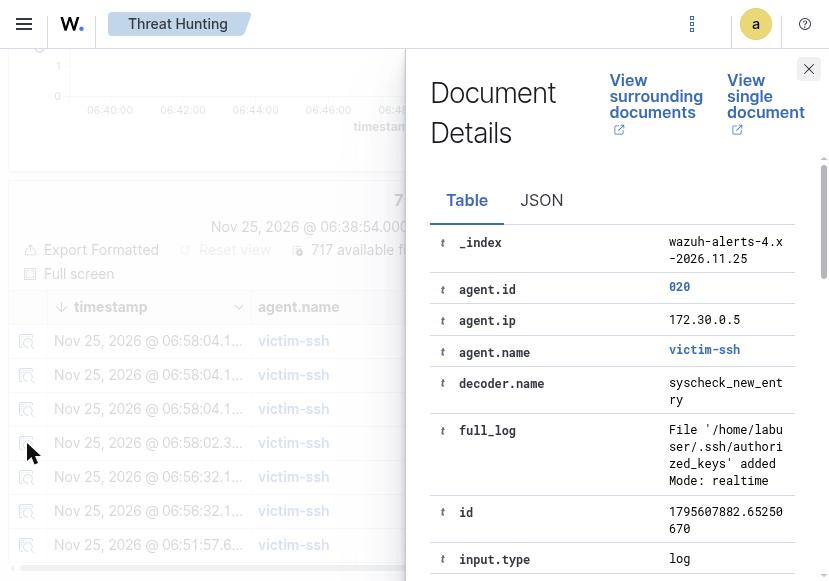 W.
Threat Hunting
a
1
0
06:40:00 06:42:00 06:44:00 06:46:00
7
Nov 25, 2026 @ 06:38:54.000
Export Formatted Reset view 717 available
Full screen
timestamp agent.name
Nov 25, 2026 @ 06:58:04.1... victim-ssh
Nov 25, 2026 @ 06:58:04.1... victim-ssh
Nov 25, 2026 @ 06:58:04.1... victim-ssh
Nov 25, 2026 @ 06:58:02.3... victim-ssh
Nov 25, 2026 @ 06:56:32.1... victim-ssh
Nov 25, 2026 @ 06:56:32.1... victim-ssh
Nov 25, 2026 @ 06:51:57.6... victim-ssh
Document
Details
View
surrounding
documents
View
single
document
Table JSON
t _index wazuh-alerts-4.x
-2026.11.25
t agent.id 020
t agent.ip 172.30.0.5
t agent.name victim-ssh
t decoder.name syscheck_new_ent
ry
t full_log File '/home/labu
ser/.ssh/authori
zed_keys' added
Mode: realtime
t id 1795607882.65250
670
t input.type log